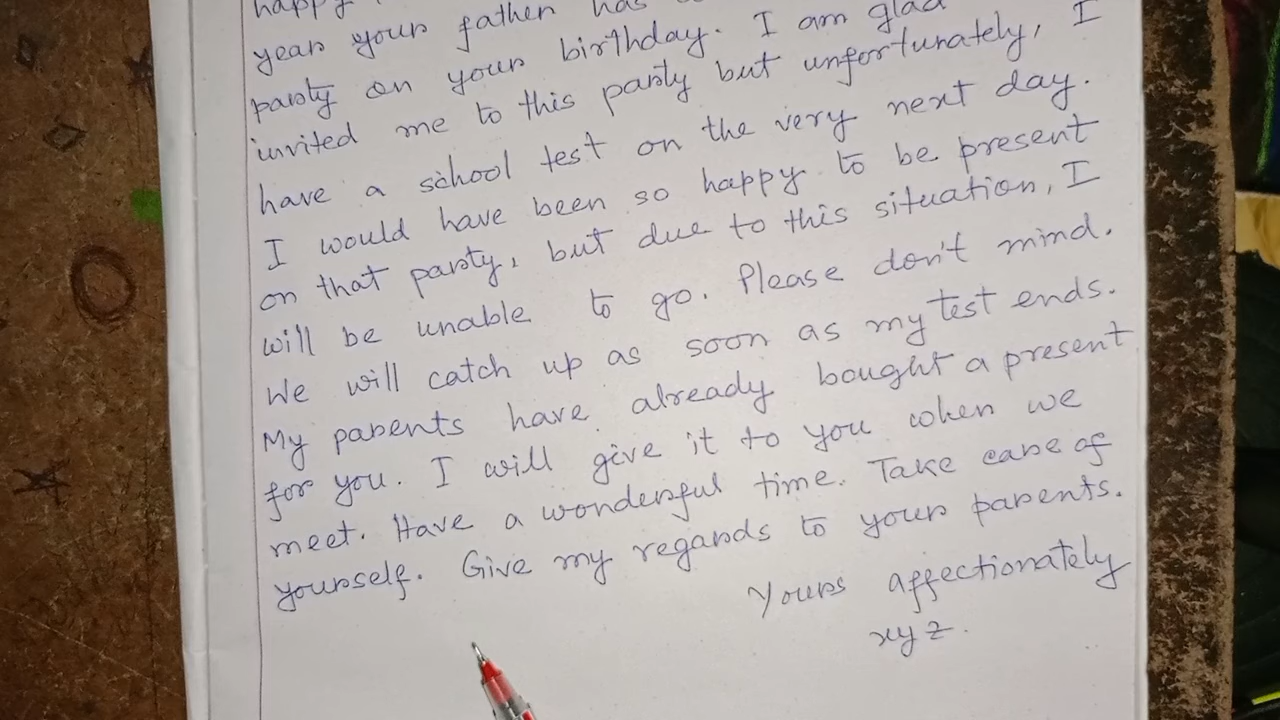 happy
year your father has
party on your birthday. I am glad
invited me to this party but unfortunately, I
have a school test on the very next day.
I would have been so happy to be present
on that party, but due to this situation, I
will be unable to go. Please don't mind.
We will catch up as soon as my test ends.
My parents have already bought a present
for you. I will give it to you when we
meet. Have a wonderful time. Take care of
yourself. Give my regards to your parents.
Yours affectionately
xyz.